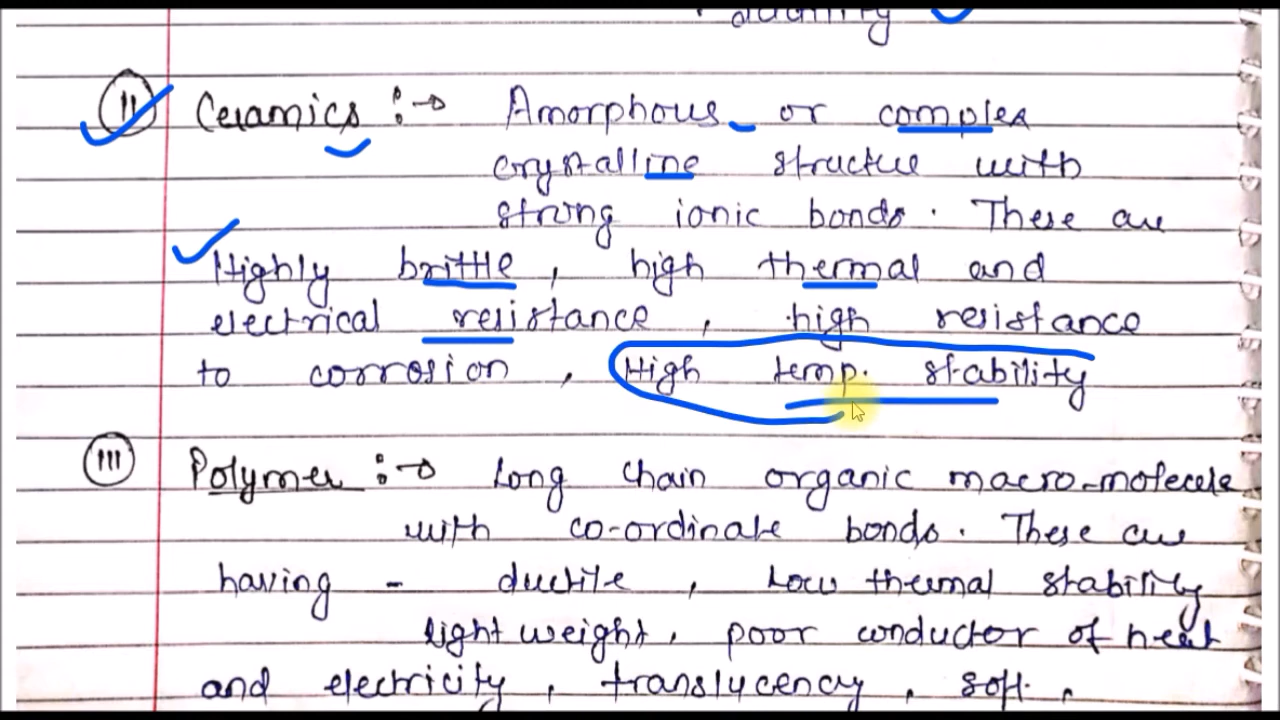 ductility
(II) Ceramics :→ Amorphous or complex
crystalline structure with
strong ionic bonds. These are
Highly brittle, high thermal and
electrical resistance, high resistance
to corrosion, High temp. stability
(III) Polymer :→ Long chain organic macro-molecule
with co-ordinate bonds. These are
having - ductile, Low thermal stability
light weight, poor conductor of heat
and electricity, translucency, soft,